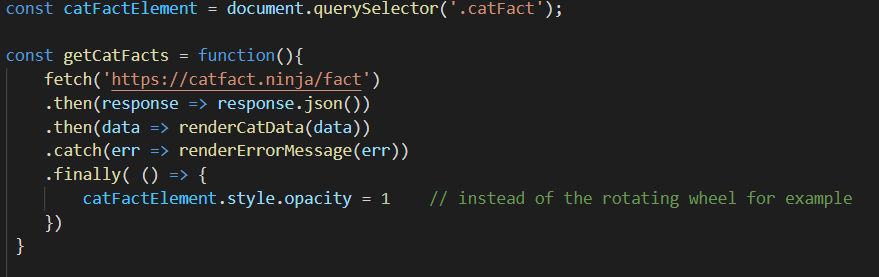 const catFactElement = document.querySelector('.catFact');
const getCatFacts = function(){
fetch('https://catfact.ninja/fact')
.then(response => response.json())
.then(data => renderCatData(data))
.catch(err => renderErrorMessage(err))
.finally( () => {
catFactElement.style.opacity = 1 // instead of the rotating wheel for example
})
}